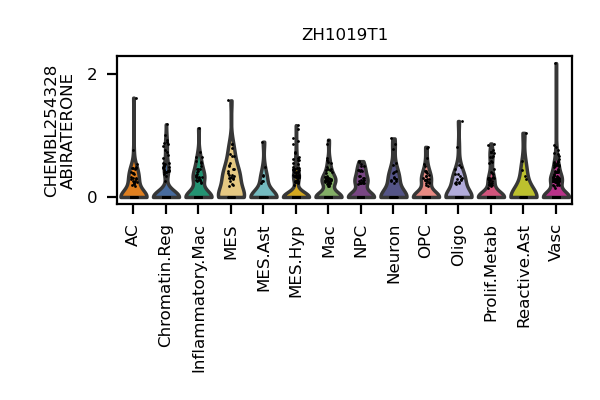 ZH1019T1
CHEMBL254328
ABIRATERONE
2
0
AC
Chromatin.Reg
Inflammatory.Mac
MES
MES.Ast
MES.Hyp
Mac
NPC
Neuron
OPC
Oligo
Prolif.Metab
Reactive.Ast
Vasc